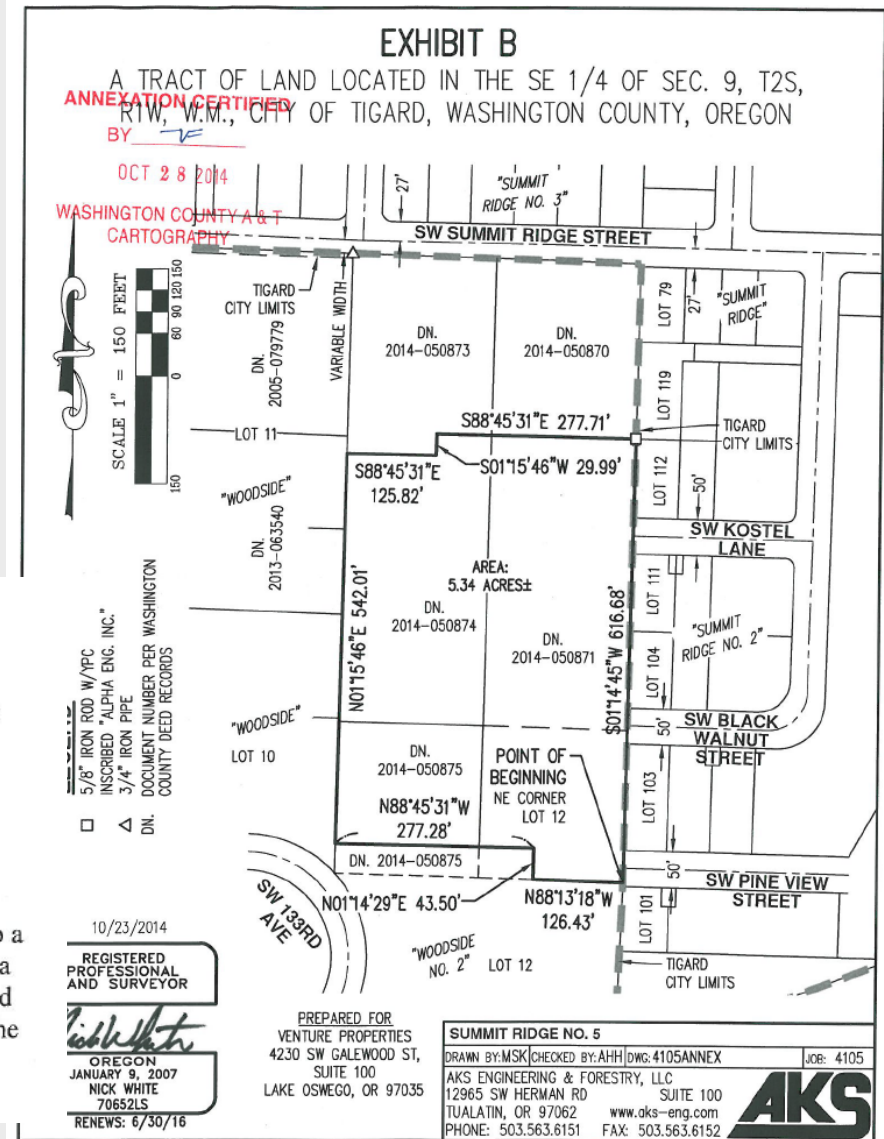 EXHIBIT B
A TRACT OF LAND LOCATED IN THE SE 1/4 OF SEC. 9, T2S,
R1W, W.M., CITY OF TIGARD, WASHINGTON COUNTY, OREGON
ANNEXATION CERTIFIED
BY
OCT 28 2014
WASHINGTON COUNTY A & T
CARTOGRAPHY
SCALE 1" = 150 FEET
150
0
60 90 120 150
27'
"SUMMIT
RIDGE NO. 3"
SW SUMMIT RIDGE STREET
TIGARD
CITY LIMITS
VARIABLE WIDTH
DN.
2005-079779
DN.
2014-050873
DN.
2014-050870
LOT 79
27'
"SUMMIT
RIDGE"
LOT 119
LOT 11
S88°45'31"E 277.71'
TIGARD
CITY LIMITS
S88°45'31"E
125.82'
S01°15'46"W 29.99'
LOT 112
50'
"WOODSIDE"
DN.
2013-063540
SW KOSTEL
LANE
AREA:
5.34 ACRES±
N01°15'46"E 542.01'
DN.
2014-050874
DN.
2014-050871
S01°14'45"W 616.68'
LOT 111
LOT 104
"SUMMIT
RIDGE NO. 2"
"WOODSIDE"
LOT 10
50'
SW BLACK
WALNUT
STREET
DN.
2014-050875
POINT OF
BEGINNING
NE CORNER
LOT 12
LOT 103
N88°45'31"W
277.28'
DN. 2014-050875
50'
SW PINE VIEW
STREET
N01°14'29"E 43.50'
N88°13'18"W
126.43'
LOT 101
SW 133RD
AVE
"WOODSIDE
NO. 2"
LOT 12
TIGARD
CITY LIMITS
□ 5/8" IRON ROD W/YPC
INSCRIBED "ALPHA ENG. INC."
△ 3/4" IRON PIPE
DN. DOCUMENT NUMBER PER WASHINGTON
COUNTY DEED RECORDS
a
a
d
10/23/2014
REGISTERED
PROFESSIONAL
AND SURVEYOR
Nick White
OREGON
JANUARY 9, 2007
NICK WHITE
70652LS
RENEWS: 6/30/16
PREPARED FOR
VENTURE PROPERTIES
4230 SW GALEWOOD ST,
SUITE 100
LAKE OSWEGO, OR 97035
SUMMIT RIDGE NO. 5
DRAWN BY:MSK CHECKED BY:AHH DWG: 4105ANNEX JOB: 4105
AKS ENGINEERING & FORESTRY, LLC
12965 SW HERMAN RD SUITE 100
TUALATIN, OR 97062 www.aks-eng.com
PHONE: 503.563.6151 FAX: 503.563.6152
AKS